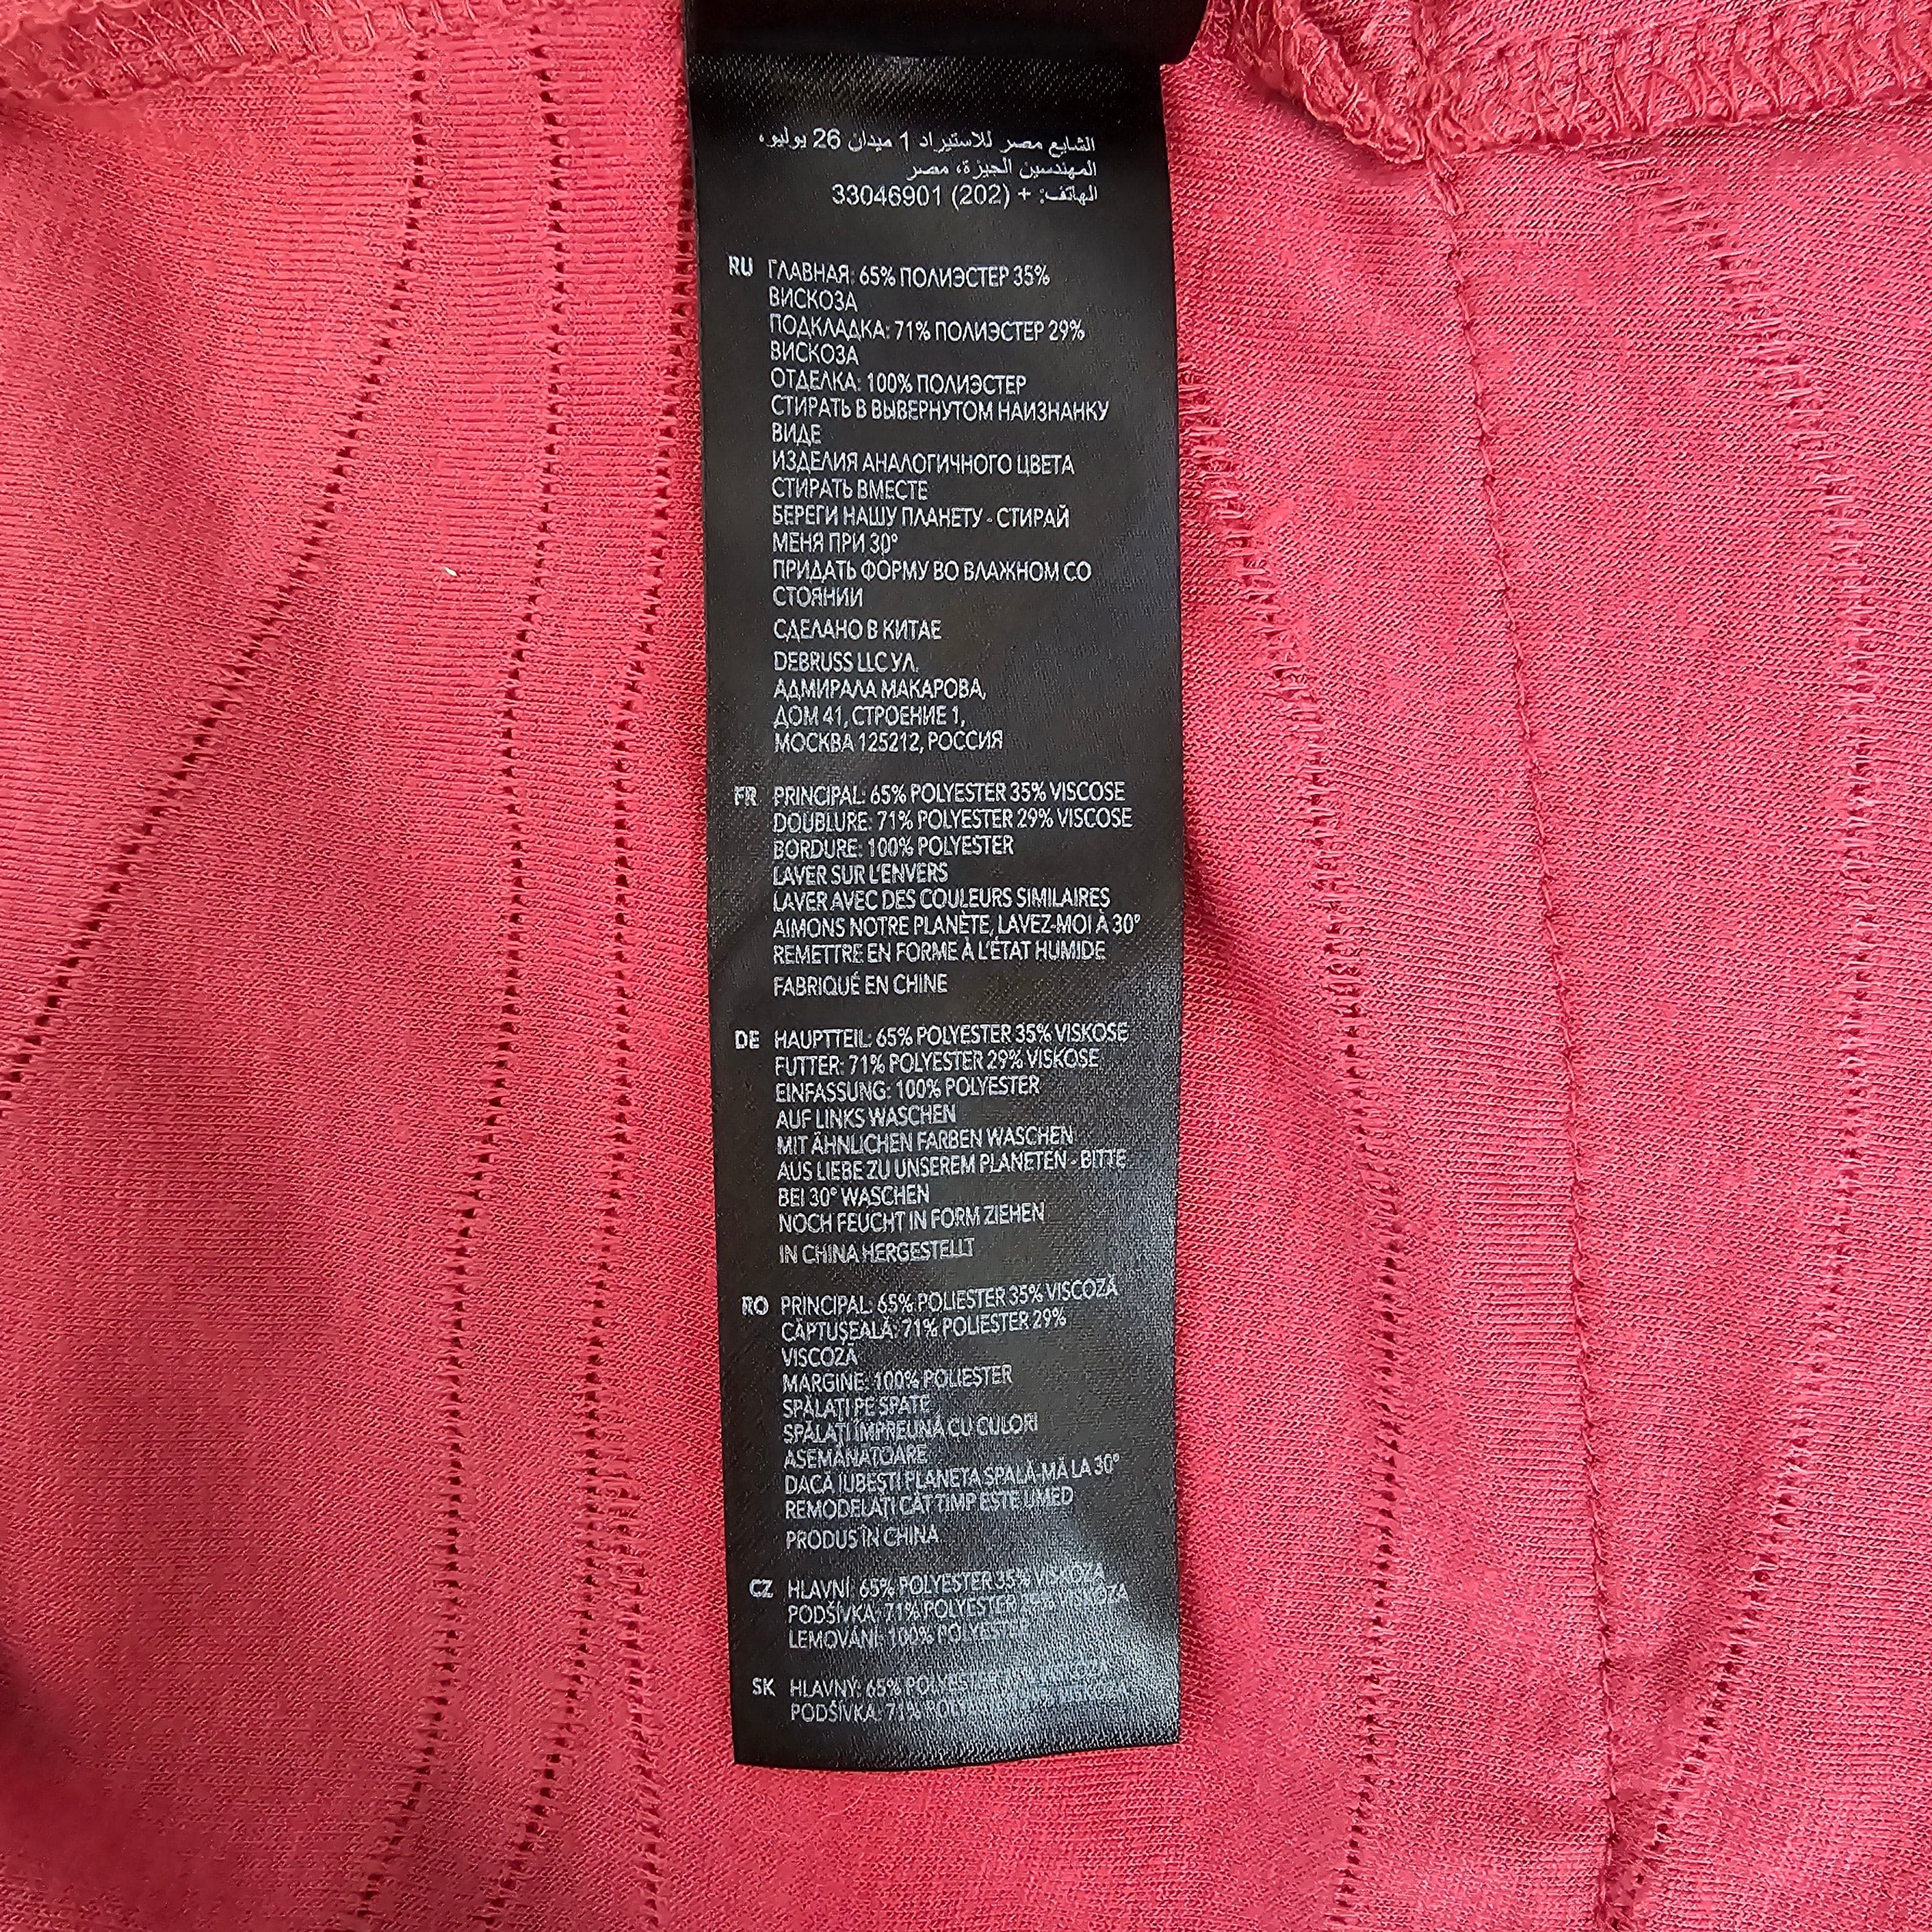 الشايع مصر للاستيراد 1 ميدان 26 يوليو،
المهندسين الجيزة، مصر
الهاتف: + (202) 33046901
RU ГЛАВНАЯ: 65% ПОЛИЭСТЕР 35%
ВИСКОЗА
ПОДКЛАДКА: 71% ПОЛИЭСТЕР 29%
ВИСКОЗА
ОТДЕЛКА: 100% ПОЛИЭСТЕР
СТИРАТЬ В ВЫВЕРНУТОМ НАИЗНАНКУ
ВИДЕ
ИЗДЕЛИЯ АНАЛОГИЧНОГО ЦВЕТА
СТИРАТЬ ВМЕСТЕ
БЕРЕГИ НАШУ ПЛАНЕТУ - СТИРАЙ
МЕНЯ ПРИ 30°
ПРИДАТЬ ФОРМУ ВО ВЛАЖНОМ СО
СТОЯНИИ
СДЕЛАНО В КИТАЕ
DEBRUSS LLC УЛ.
АДМИРАЛА МАКАРОВА,
ДОМ 41, СТРОЕНИЕ 1,
МОСКВА 125212, РОССИЯ
FR PRINCIPAL: 65% POLYESTER 35% VISCOSE
DOUBLURE: 71% POLYESTER 29% VISCOSE
BORDURE: 100% POLYESTER
LAVER SUR L'ENVERS
LAVER AVEC DES COULEURS SIMILAIRES
AIMONS NOTRE PLANÈTE, LAVEZ-MOI À 30°
REMETTRE EN FORME À L'ÉTAT HUMIDE
FABRIQUÉ EN CHINE
DE HAUPTTEIL: 65% POLYESTER 35% VISKOSE
FUTTER: 71% POLYESTER 29% VISKOSE
EINFASSUNG: 100% POLYESTER
AUF LINKS WASCHEN
MIT ÄHNLICHEN FARBEN WASCHEN
AUS LIEBE ZU UNSEREM PLANETEN - BITTE
BEI 30° WASCHEN
NOCH FEUCHT IN FORM ZIEHEN
IN CHINA HERGESTELLT
RO PRINCIPAL: 65% POLIESTER 35% VISCOZĂ
CĂPTUȘEALĂ: 71% POLIESTER 29%
VISCOZĂ
MARGINE: 100% POLIESTER
SPĂLAȚI PE SPATE
SPĂLAȚI ÎMPREUNĂ CU CULORI
ASEMĂNATOARE
DACĂ IUBEȘTI PLANETA SPALĂ-MĂ LA 30°
REMODELAȚI CÂT TIMP ESTE UMED
PRODUS ÎN CHINA
CZ HLAVNÍ: 65% POLYESTER 35% VISKÓZA
PODŠÍVKA: 71% POLYESTER 29% VISKÓZA
LEMOVÁNÍ: 100% POLYESTER
SK HLAVNÝ: 65% POLYESTER
PODŠÍVKA: 71% POLYESTER